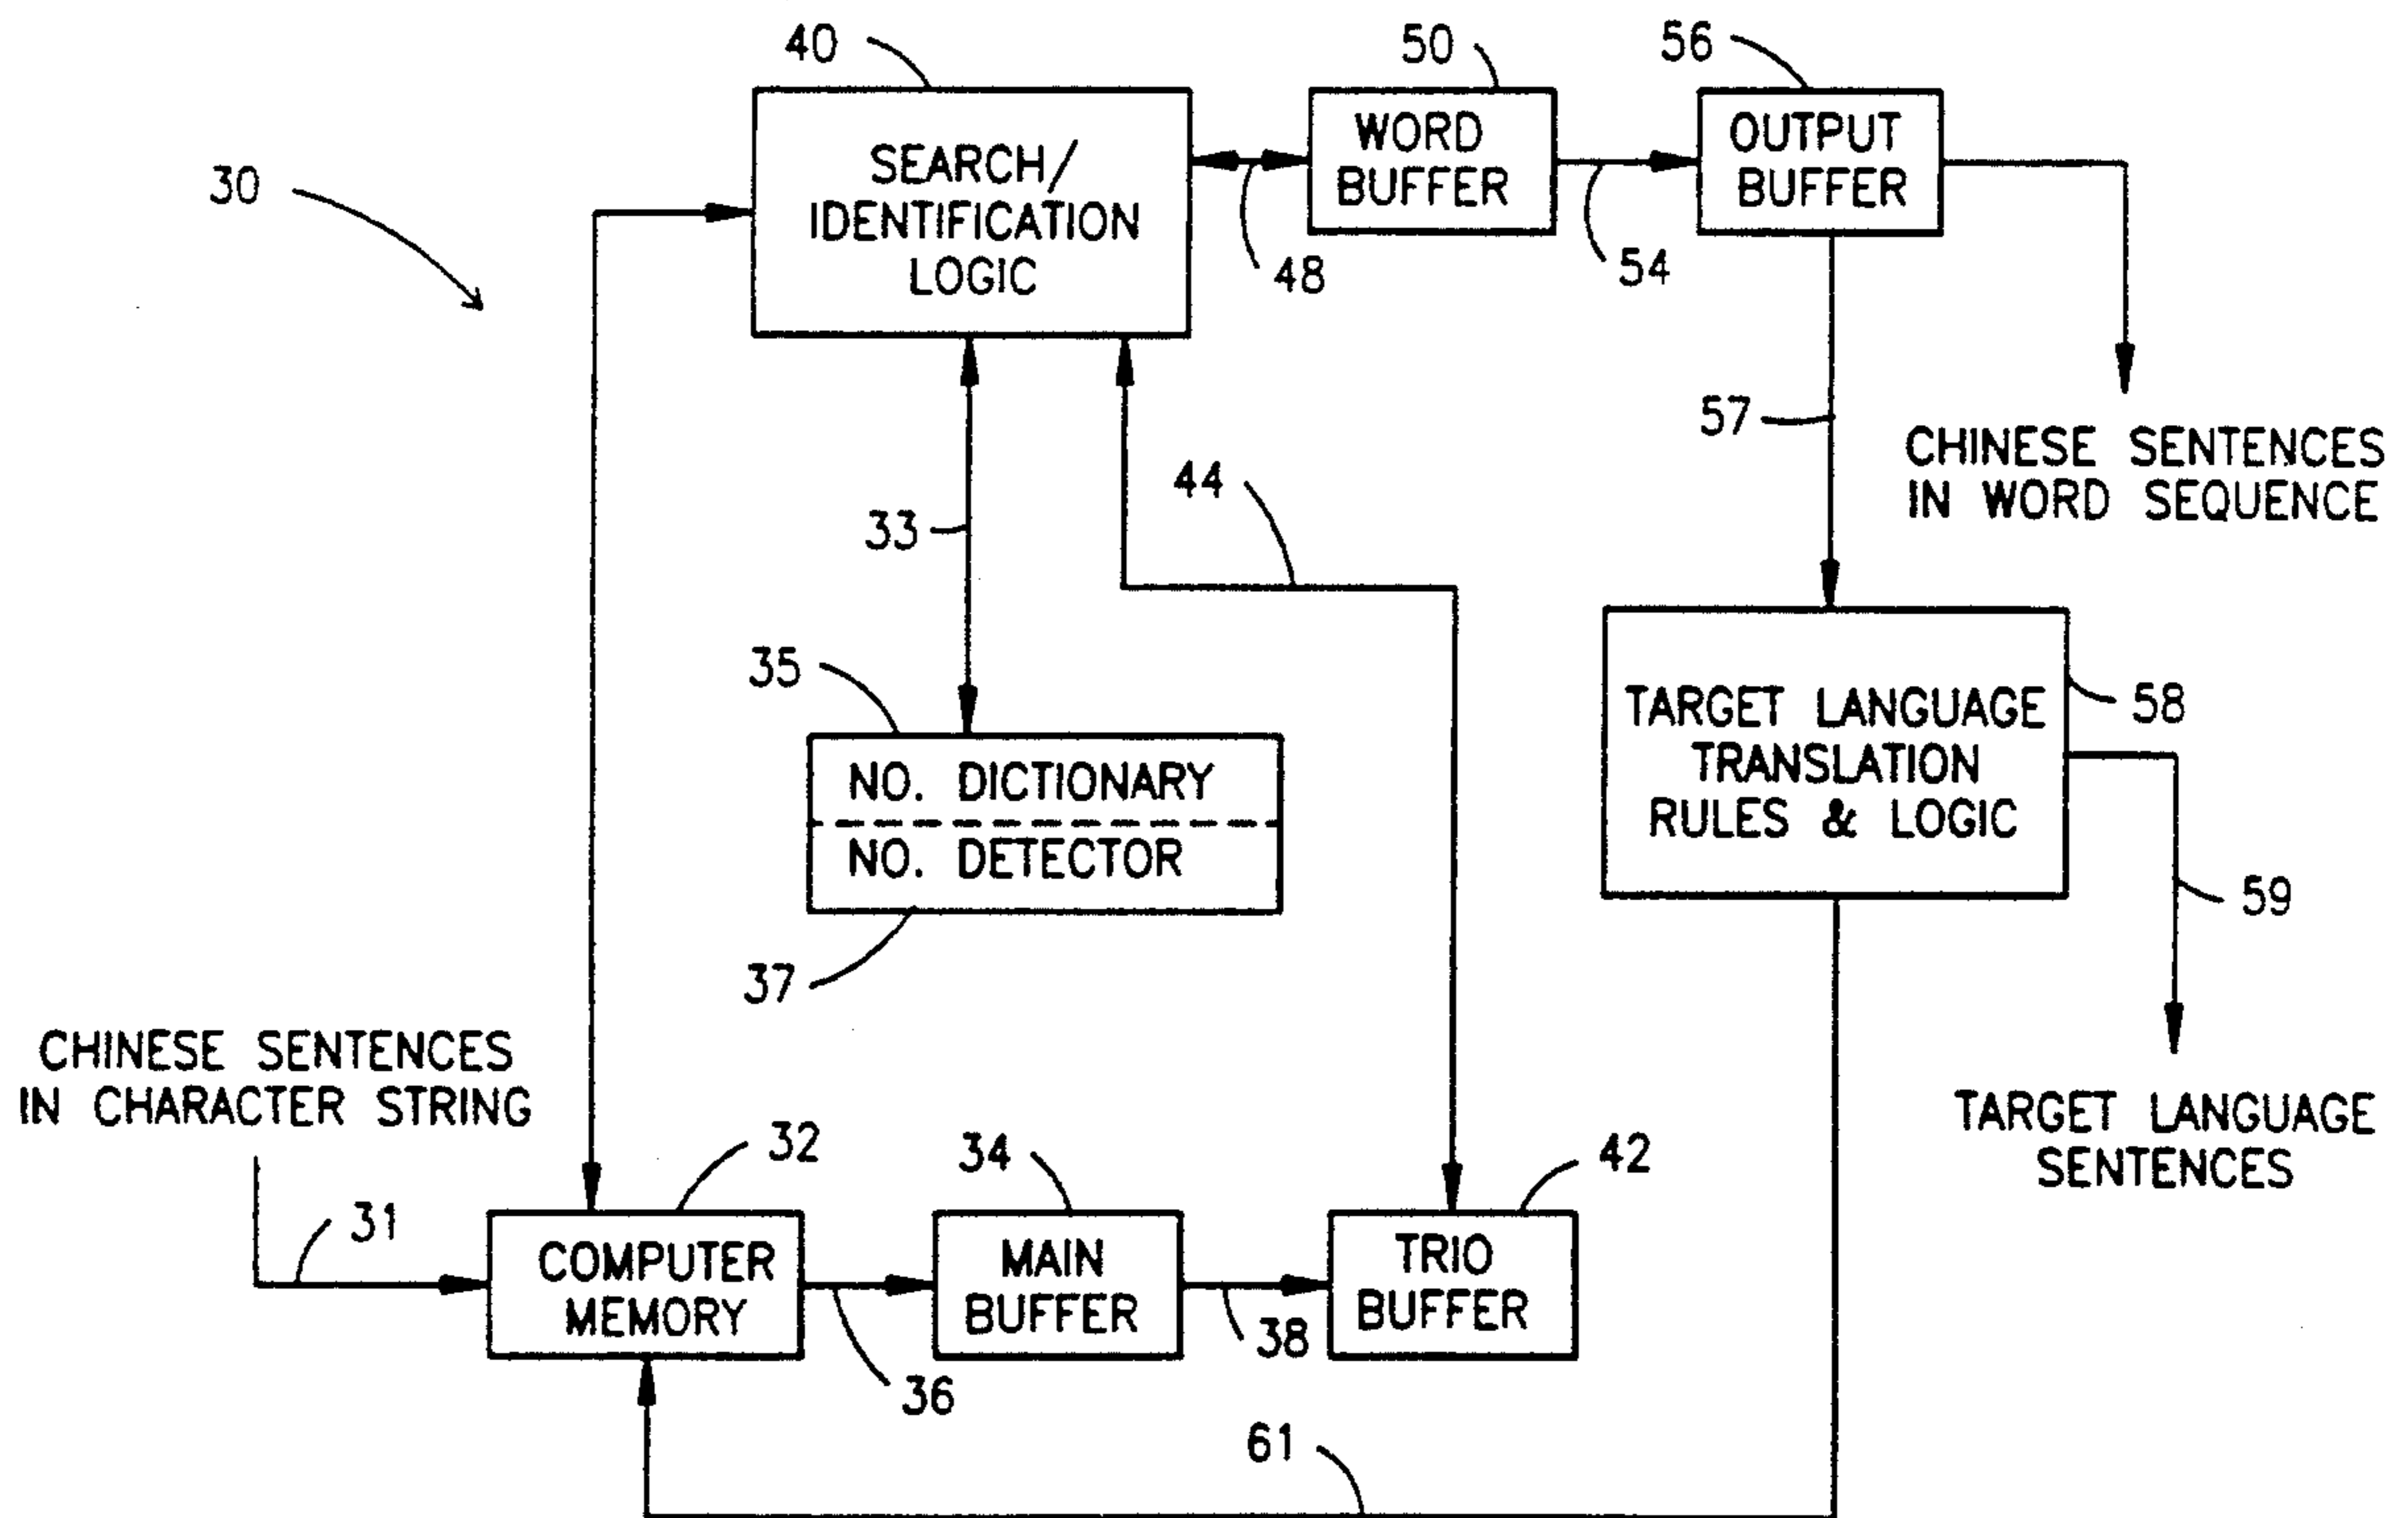 40
50
56
30
SEARCH/
IDENTIFICATION
LOGIC
WORD
BUFFER
OUTPUT
BUFFER
48
54
57
CHINESE SENTENCES
IN WORD SEQUENCE
44
33
35
NO. DICTIONARY
NO. DETECTOR
37
TARGET LANGUAGE
TRANSLATION
RULES & LOGIC
58
59
CHINESE SENTENCES
IN CHARACTER STRING
TARGET LANGUAGE
SENTENCES
31
32
34
42
COMPUTER
MEMORY
MAIN
BUFFER
TRIO
BUFFER
36
38
61